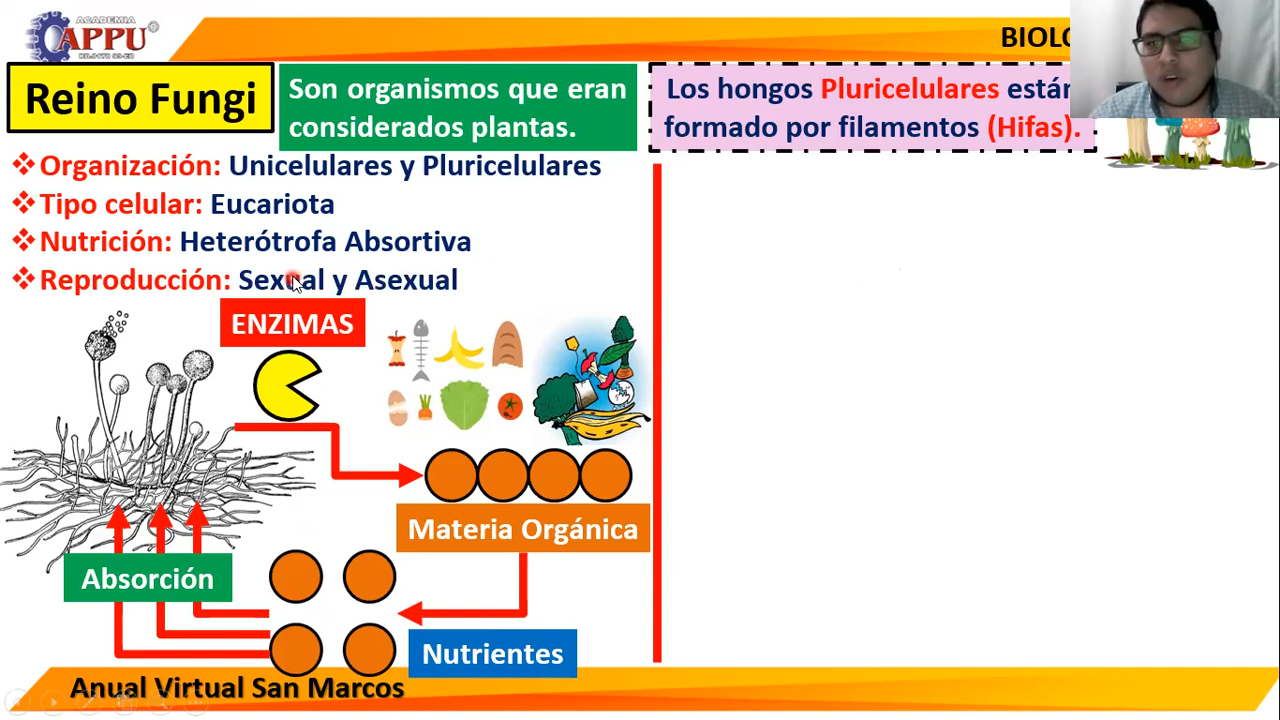 ACADEMIA
APPU
Reino Fungi
Son organismos que eran
considerados plantas.
Los hongos Pluricelulares están
formado por filamentos (Hifas).
Organización: Unicelulares y Pluricelulares
Tipo celular: Eucariota
Nutrición: Heterótrofa Absortiva
Reproducción: Sexual y Asexual
ENZIMAS
Materia Orgánica
Absorción
Nutrientes
Anual Virtual San Marcos